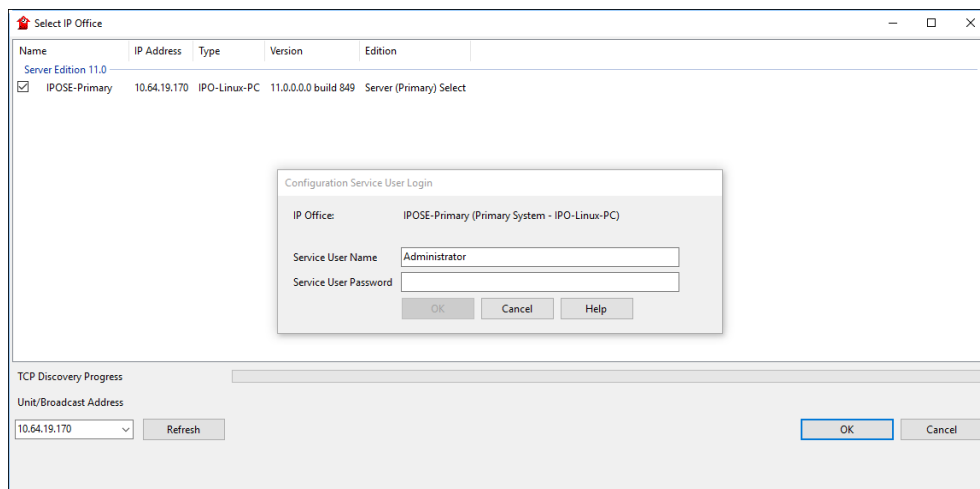 Select IP Office
Name IP Address Type Version Edition
Server Edition 11.0
IPOSE-Primary 10.64.19.170 IPO-Linux-PC 11.0.0.0.0 build 849 Server (Primary) Select
Configuration Service User Login
IP Office: IPOSE-Primary (Primary System - IPO-Linux-PC)
Service User Name Administrator
Service User Password
OK Cancel Help
TCP Discovery Progress
Unit/Broadcast Address
10.64.19.170 Refresh OK Cancel